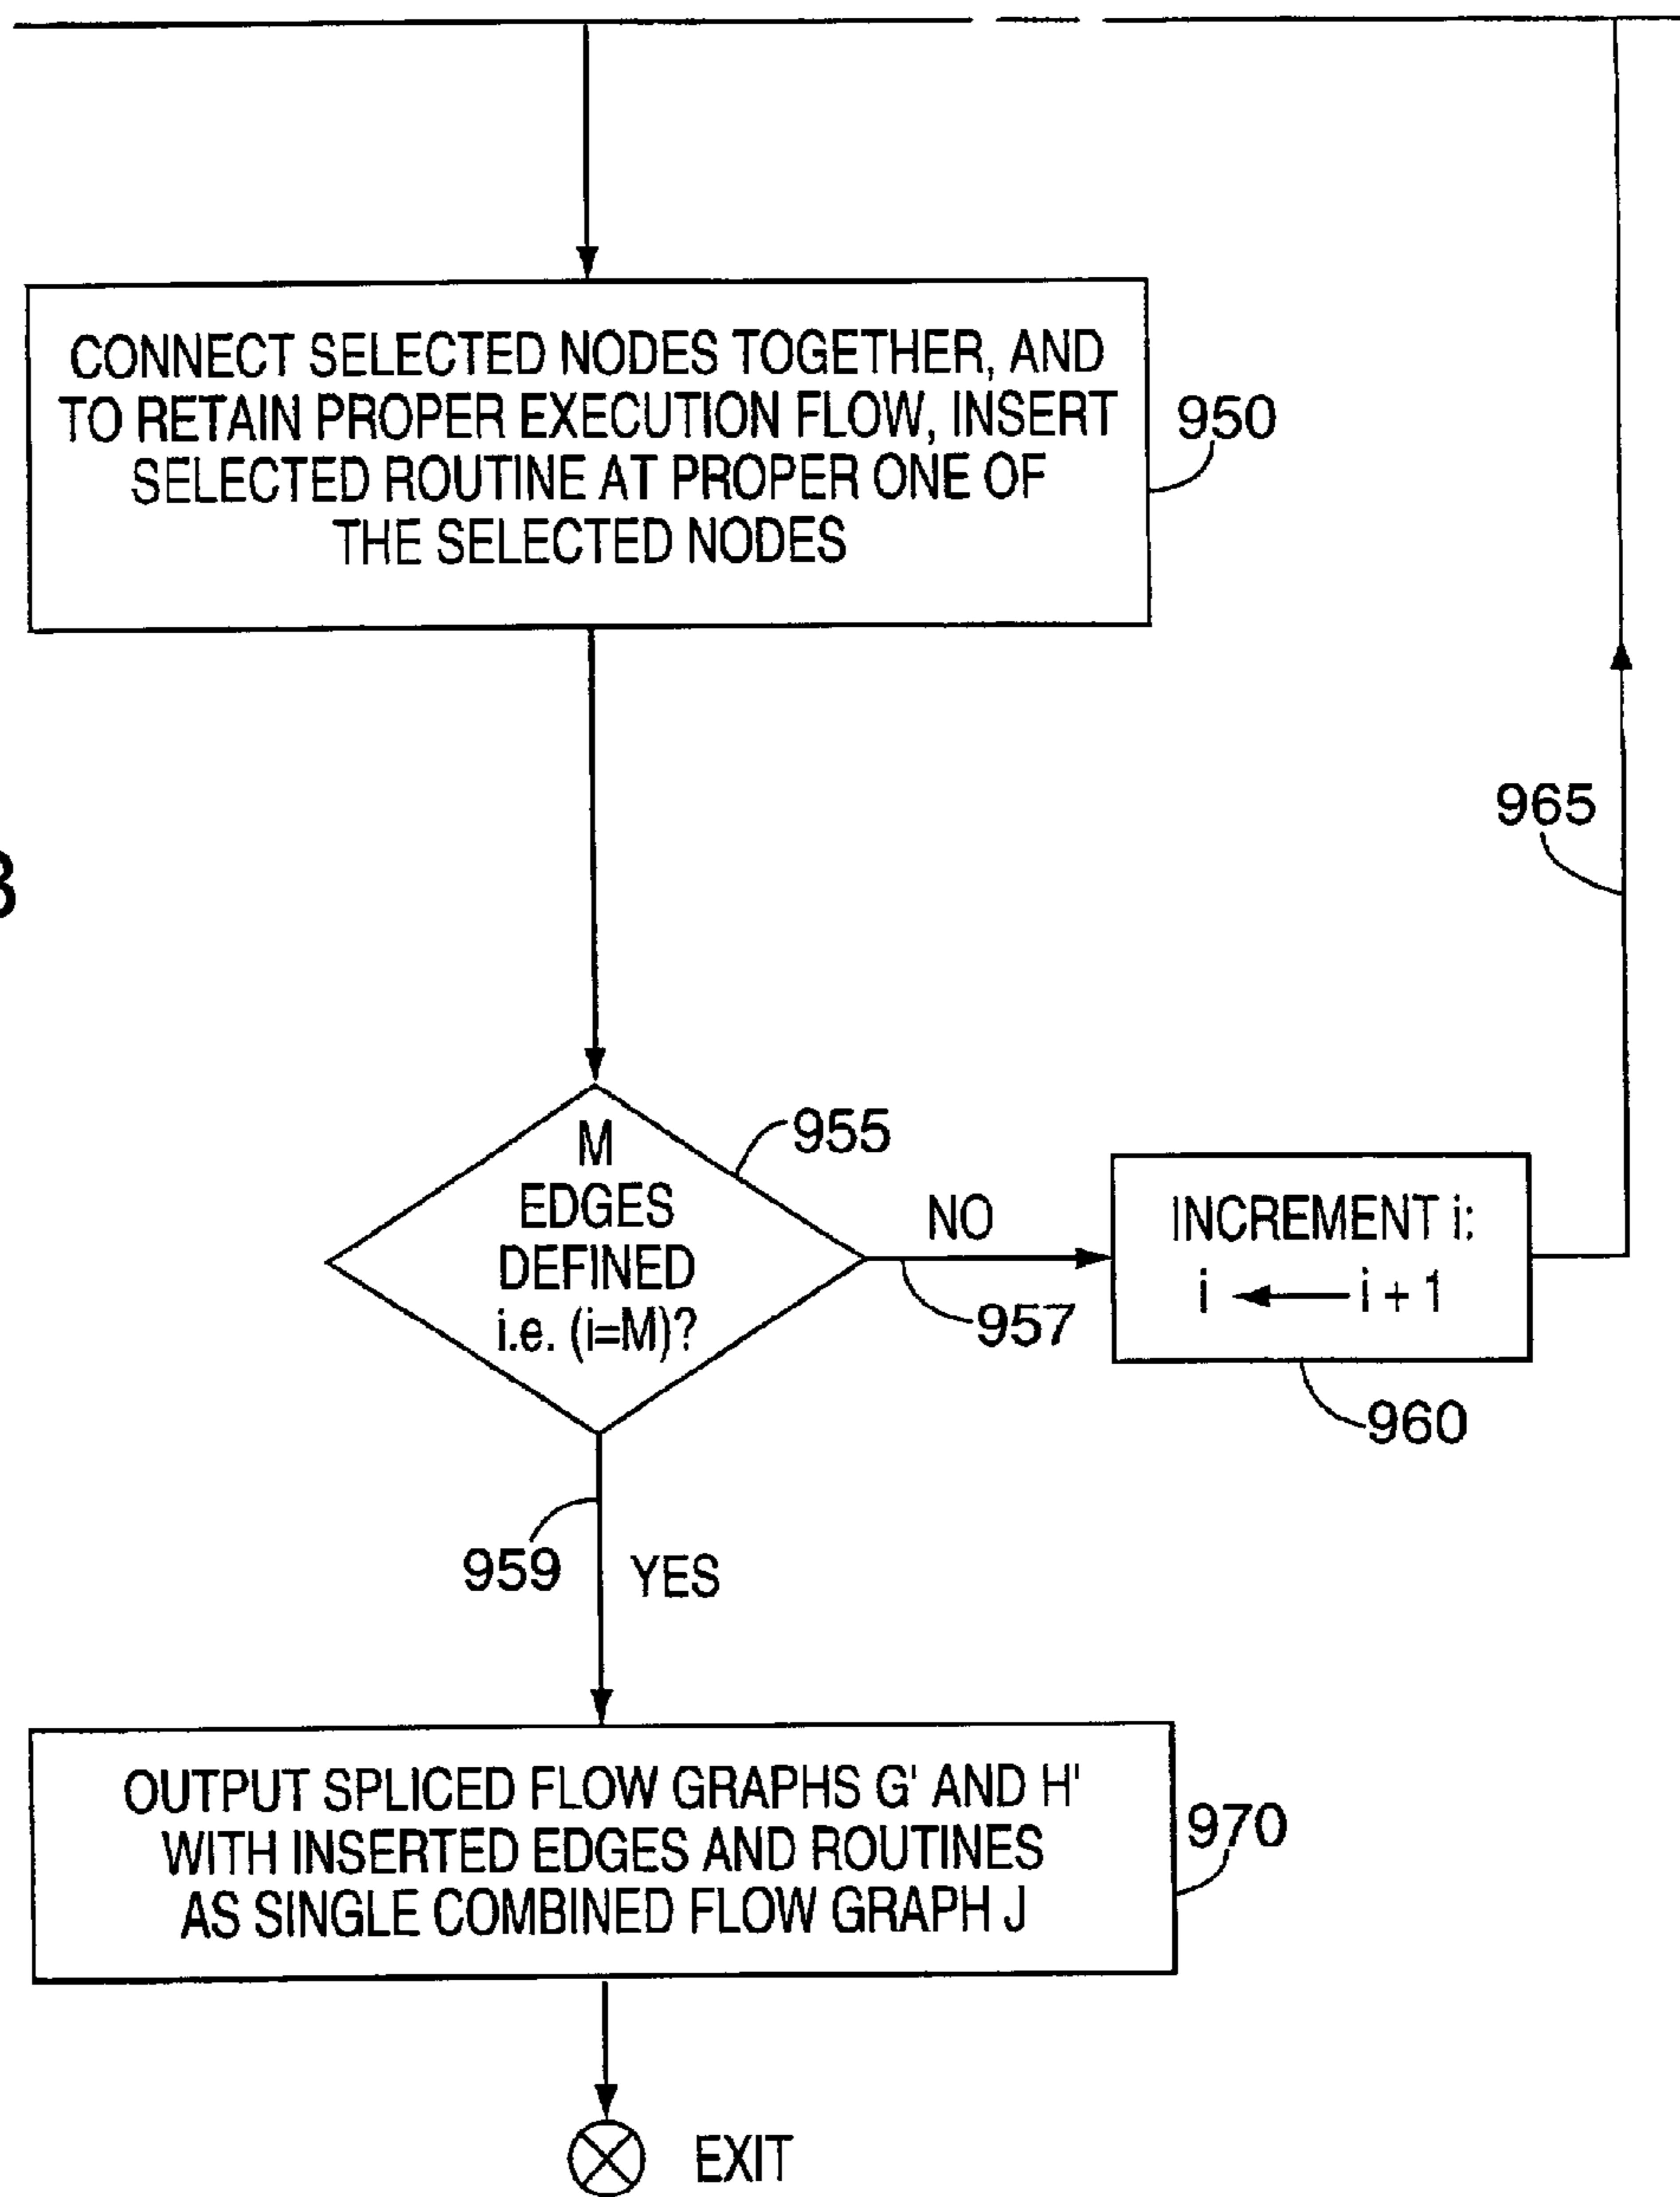 CONNECT SELECTED NODES TOGETHER, AND
TO RETAIN PROPER EXECUTION FLOW, INSERT
SELECTED ROUTINE AT PROPER ONE OF
THE SELECTED NODES
950
965
M
EDGES
DEFINED
i.e. (i=M)?
955
NO
957
INCREMENT i:
i ← i + 1
960
959
YES
OUTPUT SPLICED FLOW GRAPHS G' AND H'
WITH INSERTED EDGES AND ROUTINES
AS SINGLE COMBINED FLOW GRAPH J
970
EXIT